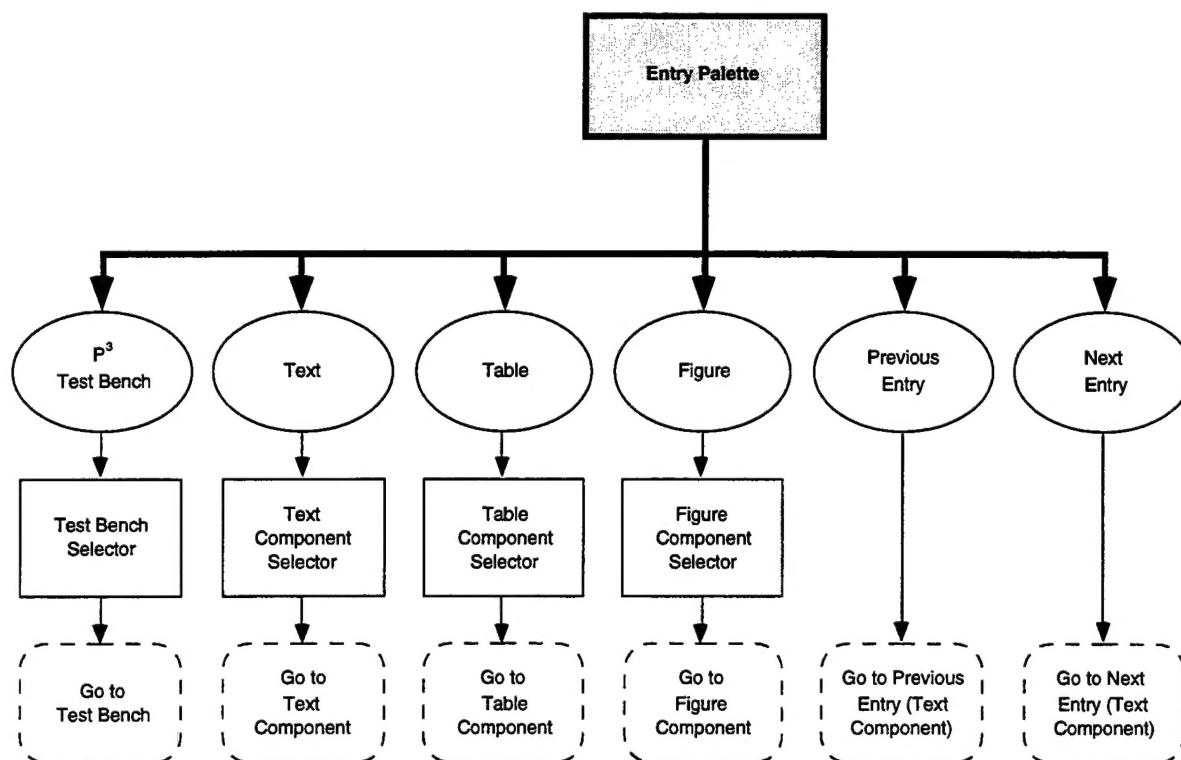 Entry Palette
P³
Test Bench
Text
Table
Figure
Previous
Entry
Next
Entry
Test Bench
Selector
Text
Component
Selector
Table
Component
Selector
Figure
Component
Selector
Go to
Test Bench
Go to
Text
Component
Go to
Table
Component
Go to
Figure
Component
Go to Previous
Entry (Text
Component)
Go to Next
Entry (Text
Component)